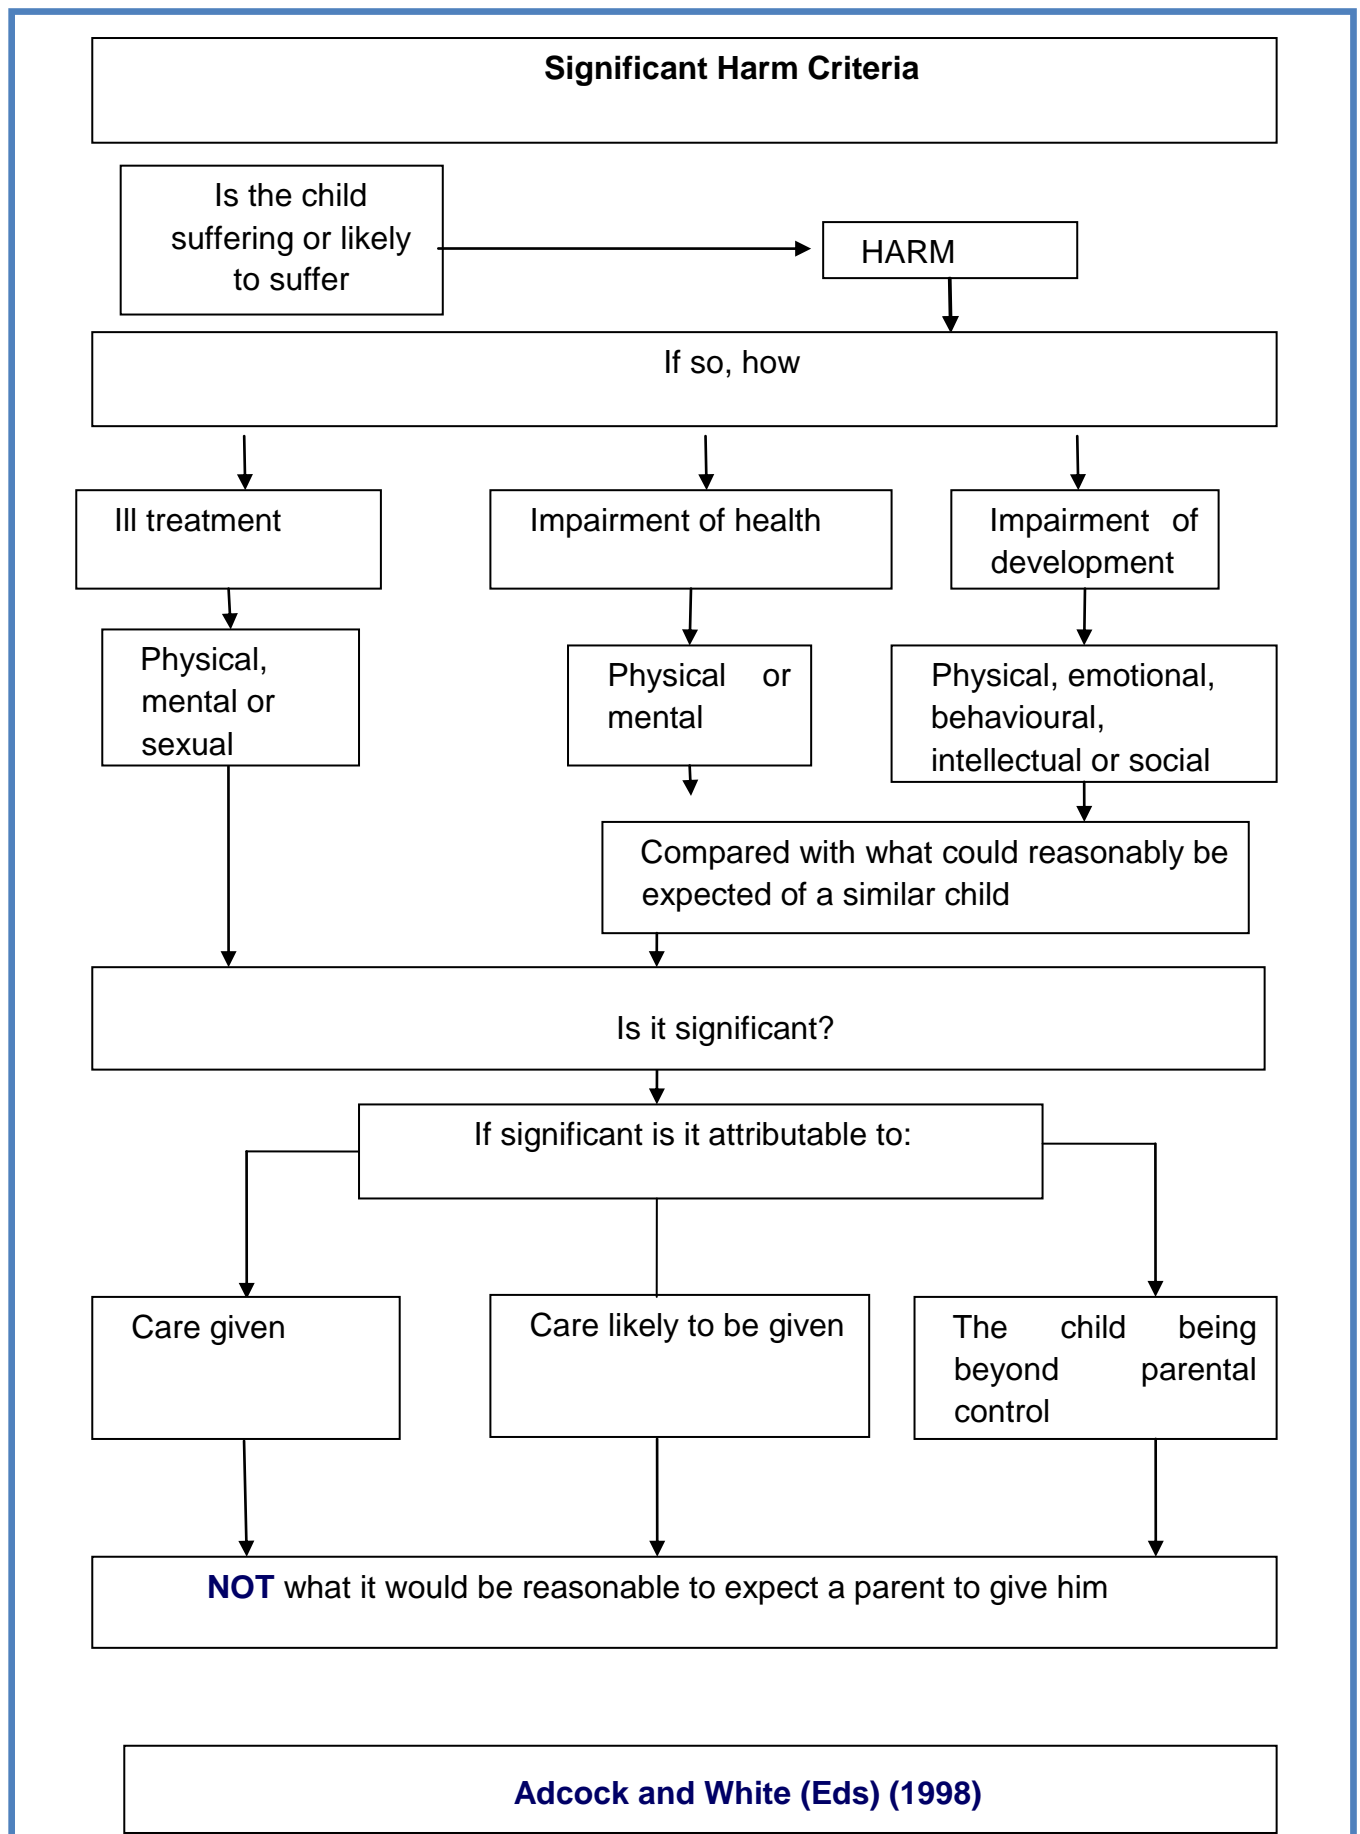 Significant Harm Criteria
Is the child
suffering or likely
to suffer
HARM
If so, how
Ill treatment
Impairment of health
Impairment of
development
Physical,
mental or
sexual
Physical or
mental
Physical, emotional,
behavioural,
intellectual or social
Compared with what could reasonably be
expected of a similar child
Is it significant?
If significant is it attributable to:
Care given
Care likely to be given
The child being
beyond parental
control
NOT what it would be reasonable to expect a parent to give him
Adcock and White (Eds) (1998)